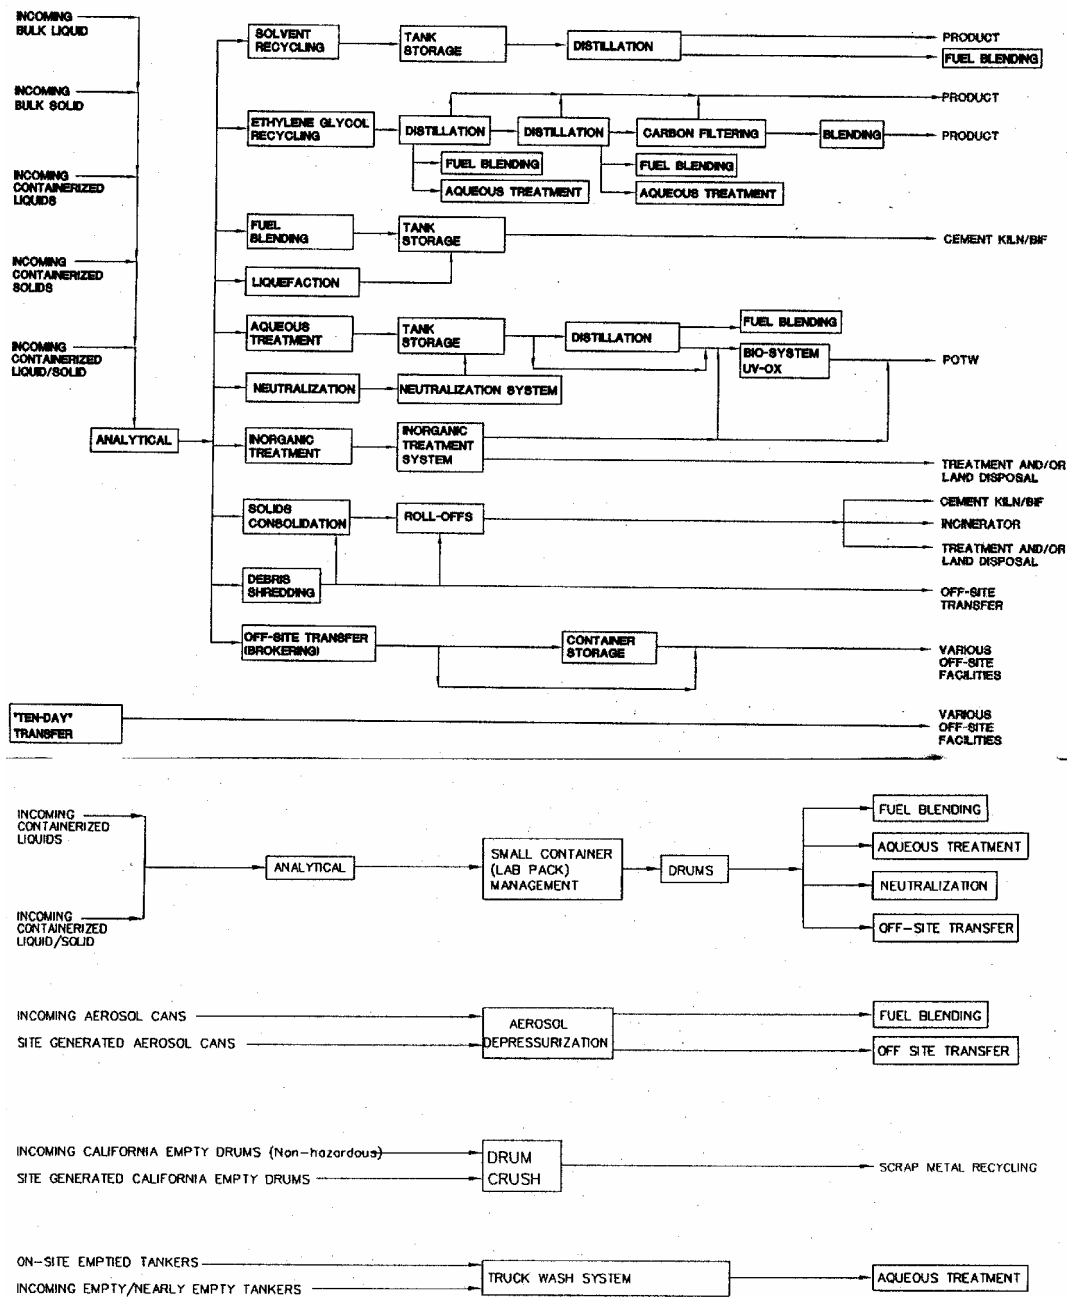 INCOMING
BULK LIQUID
INCOMING
BULK SOLID
INCOMING
CONTAINERIZED
LIQUIDS
INCOMING
CONTAINERIZED
SOLIDS
INCOMING
CONTAINERIZED
LIQUID/SOLID
ANALYTICAL
SOLVENT
RECYCLING
TANK
STORAGE
DISTILLATION
PRODUCT
FUEL BLENDING
ETHYLENE GLYCOL
RECYCLING
DISTILLATION
DISTILLATION
CARBON FILTERING
BLENDING
PRODUCT
PRODUCT
FUEL BLENDING
AQUEOUS TREATMENT
FUEL BLENDING
AQUEOUS TREATMENT
FUEL
BLENDING
TANK
STORAGE
CEMENT KILN/BIF
LIQUEFACTION
AQUEOUS
TREATMENT
TANK
STORAGE
DISTILLATION
FUEL BLENDING
BIO-SYSTEM
UV-OX
POTW
NEUTRALIZATION
NEUTRALIZATION SYSTEM
INORGANIC
TREATMENT
INORGANIC
TREATMENT
SYSTEM
TREATMENT AND/OR
LAND DISPOSAL
SOLIDS
CONSOLIDATION
ROLL-OFFS
CEMENT KILN/BIF
INCINERATOR
TREATMENT AND/OR
LAND DISPOSAL
DEBRIS
SHREDDING
OFF-SITE
TRANSFER
OFF-SITE TRANSFER
(BROKERING)
CONTAINER
STORAGE
VARIOUS
OFF-SITE
FACILITIES
"TEN-DAY"
TRANSFER
VARIOUS
OFF-SITE
FACILITIES
INCOMING
CONTAINERIZED
LIQUIDS
INCOMING
CONTAINERIZED
LIQUID/SOLID
ANALYTICAL
SMALL CONTAINER
(LAB PACK)
MANAGEMENT
DRUMS
FUEL BLENDING
AQUEOUS TREATMENT
NEUTRALIZATION
OFF-SITE TRANSFER
INCOMING AEROSOL CANS
SITE GENERATED AEROSOL CANS
AEROSOL
DEPRESSURIZATION
FUEL BLENDING
OFF SITE TRANSFER
INCOMING CALIFORNIA EMPTY DRUMS (Non-hazardous)
SITE GENERATED CALIFORNIA EMPTY DRUMS
DRUM
CRUSH
SCRAP METAL RECYCLING
ON-SITE EMPTIED TANKERS
INCOMING EMPTY/NEARLY EMPTY TANKERS
TRUCK WASH SYSTEM
AQUEOUS TREATMENT